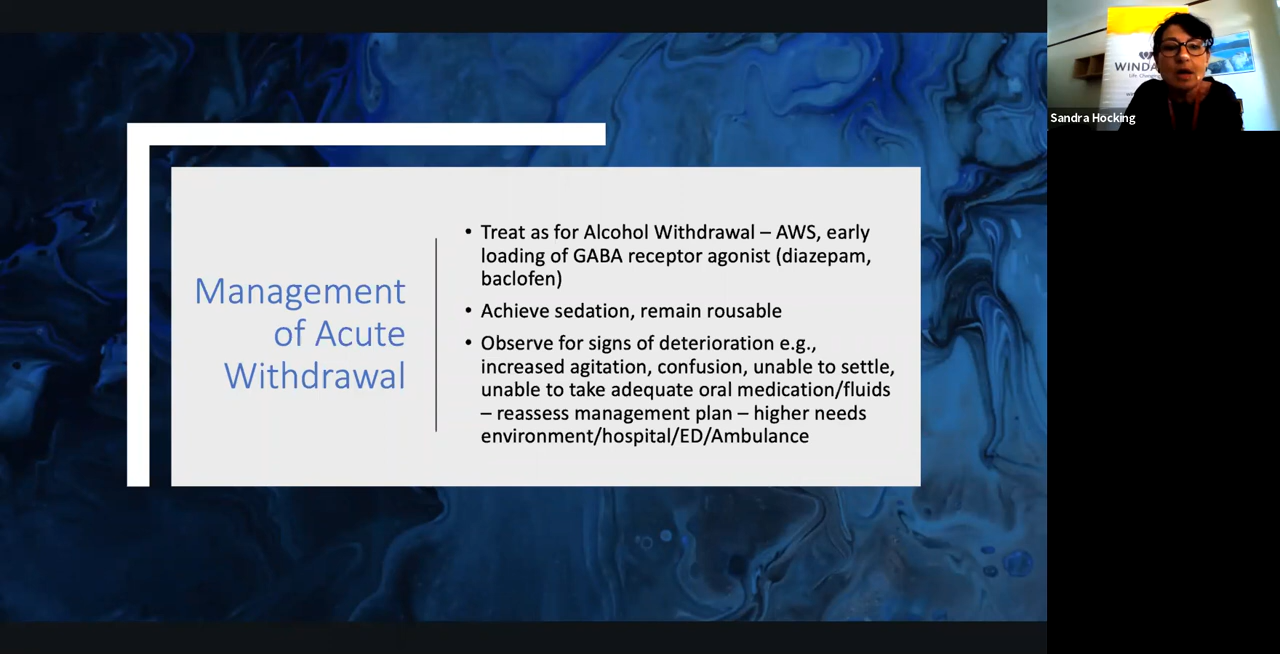 Management
of Acute
Withdrawal
• Treat as for Alcohol Withdrawal – AWS, early
loading of GABA receptor agonist (diazepam,
baclofen)
• Achieve sedation, remain rousable
• Observe for signs of deterioration e.g.,
increased agitation, confusion, unable to settle,
unable to take adequate oral medication/fluids
– reassess management plan – higher needs
environment/hospital/ED/Ambulance
Life. Changing
Sandra Hocking